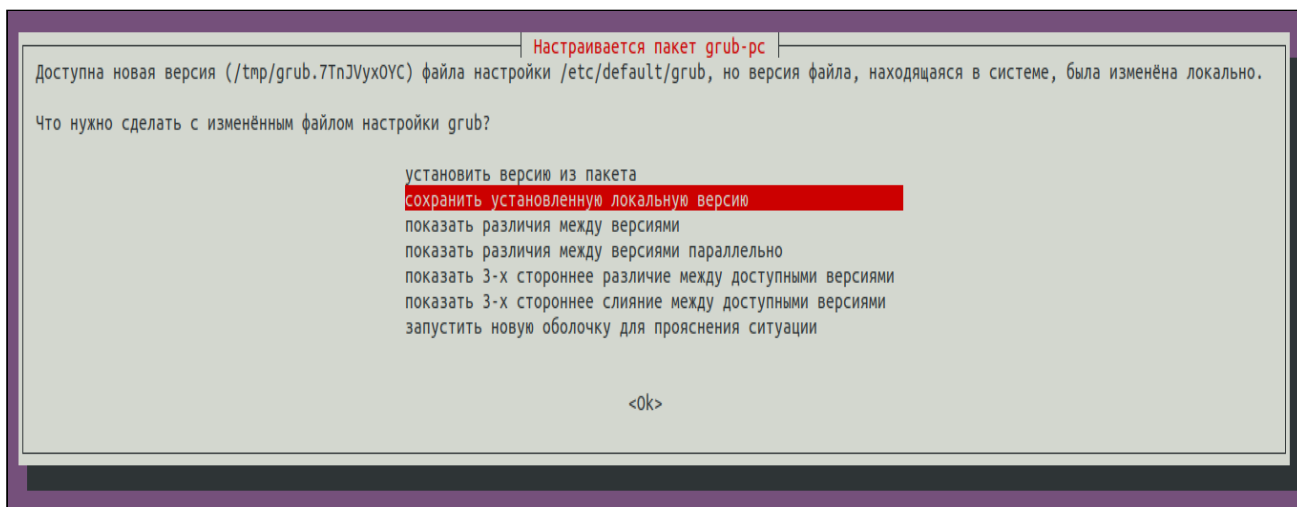 Настраивается пакет grub-pc
Доступна новая версия (/tmp/grub.7TnJVyxOYC) файла настройки /etc/default/grub, но версия файла, находящаяся в системе, была изменёна локально.
Что нужно сделать с изменённым файлом настройки grub?
установить версию из пакета
сохранить установленную локальную версию
показать различия между версиями
показать различия между версиями параллельно
показать 3-х стороннее различие между доступными версиями
показать 3-х стороннее слияние между доступными версиями
запустить новую оболочку для прояснения ситуации
<Ok>